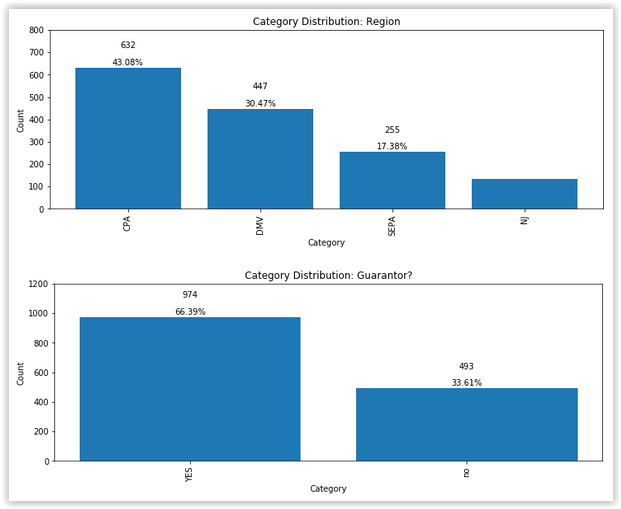 Category Distribution: Region
800
700
600
500
400
300
200
100
0
Count
632
43.08%
447
30.47%
255
17.38%
CPA
DMV
SEPA
NJ
Category
Category Distribution: Guarantor?
1200
1000
800
600
400
200
0
Count
974
66.39%
493
33.61%
YES
no
Category